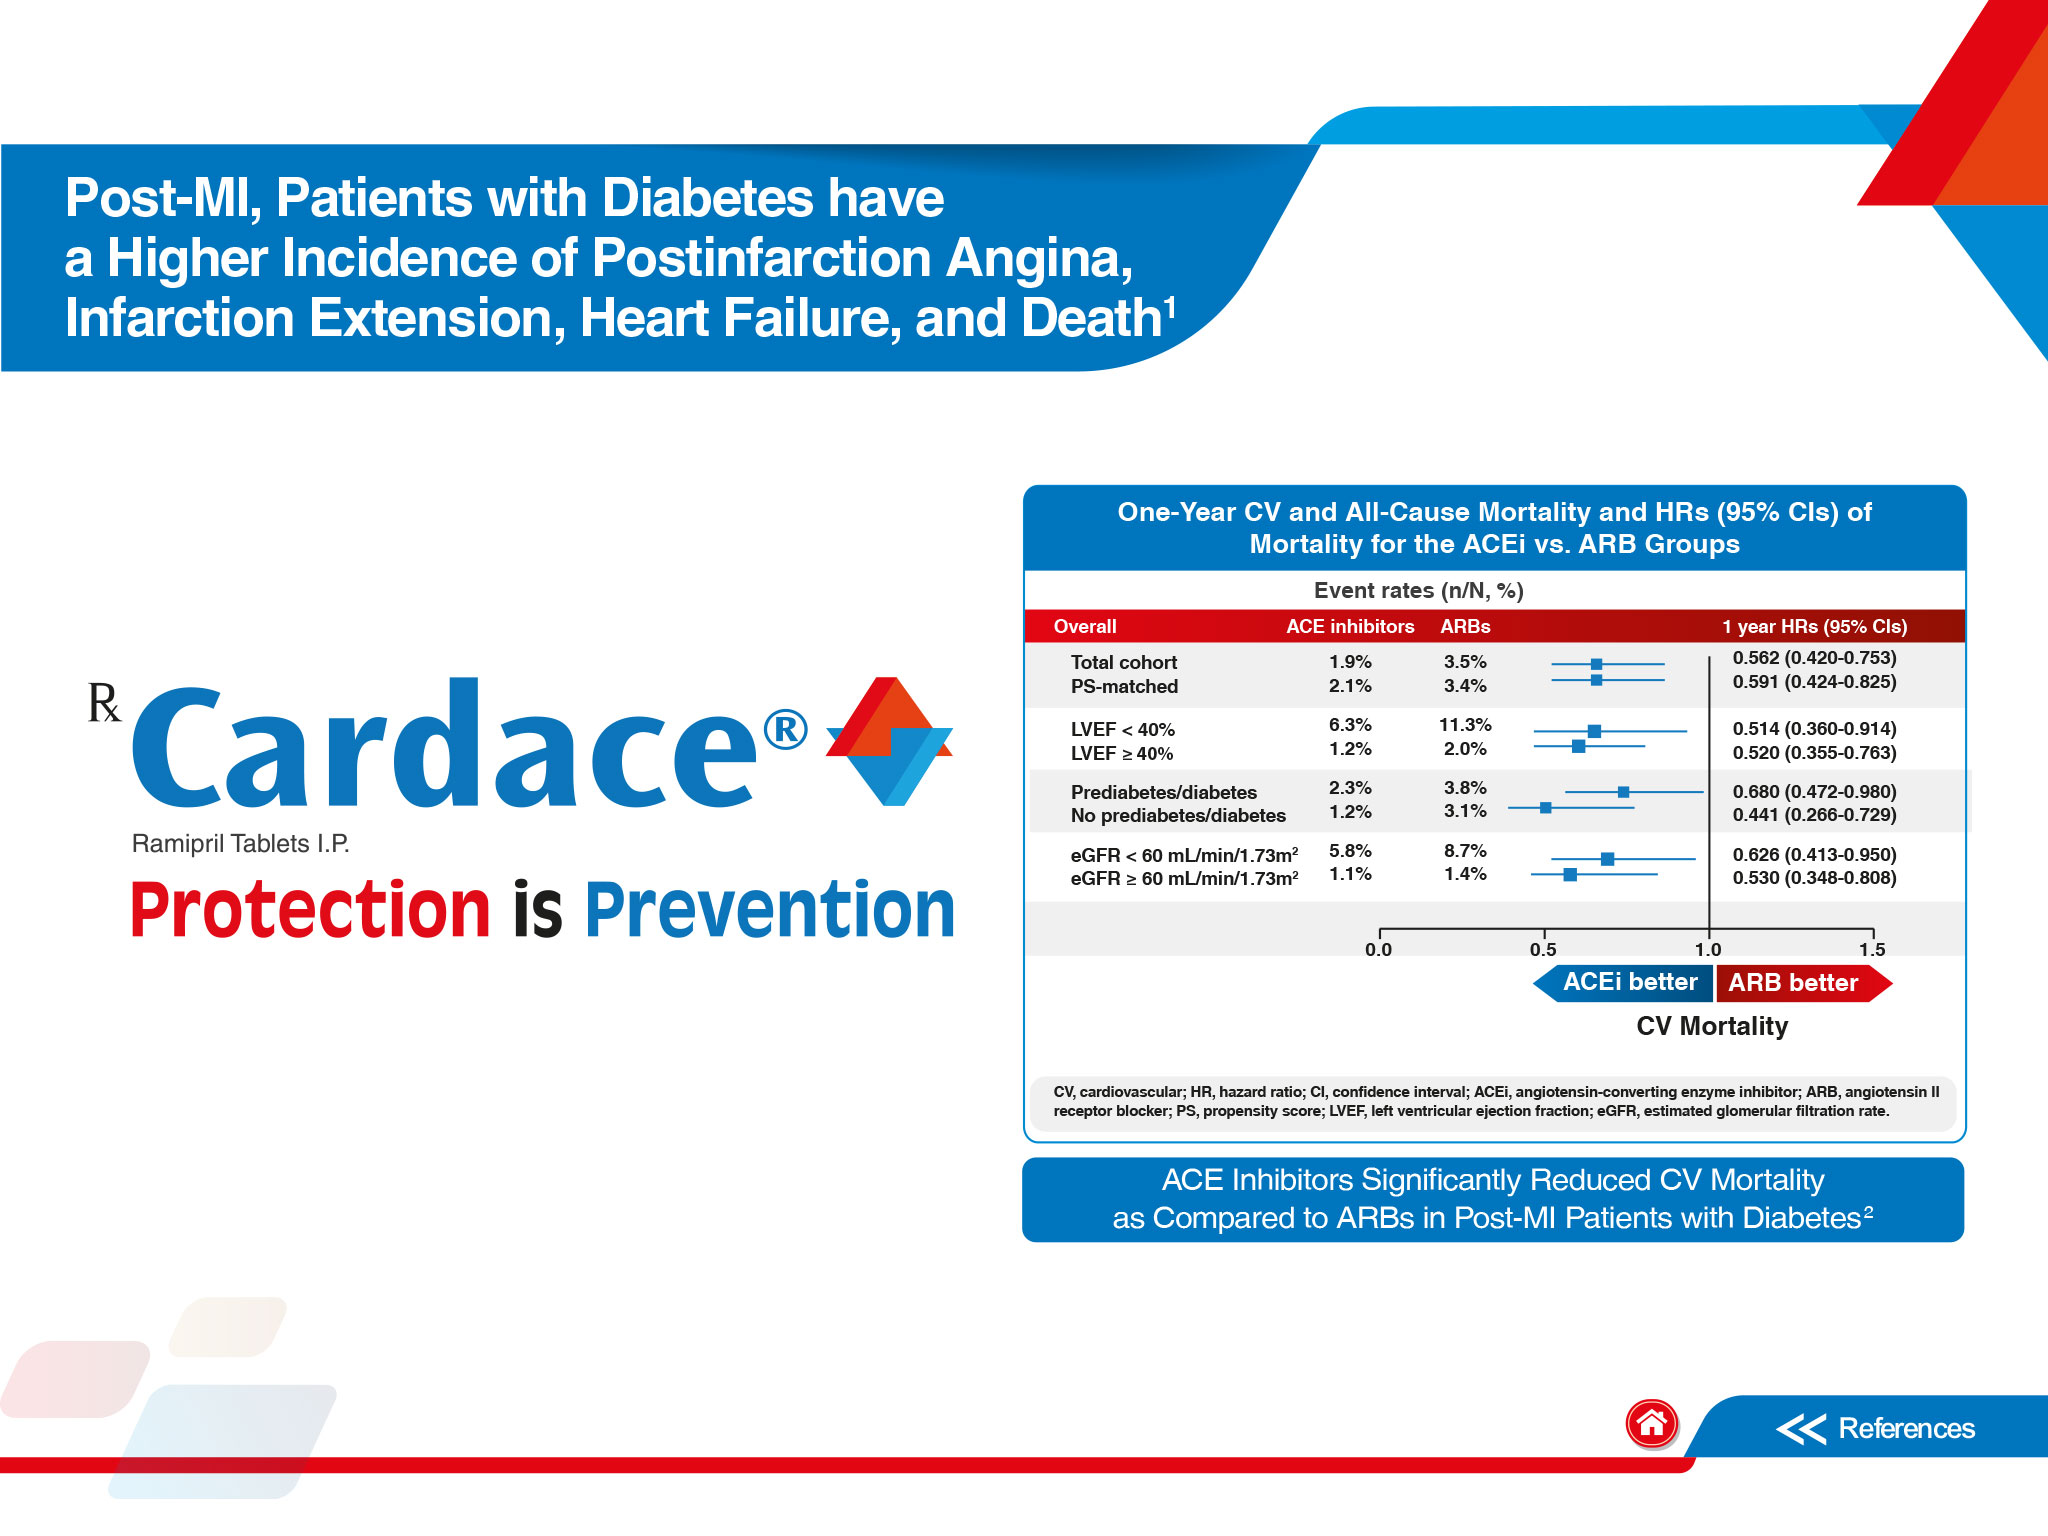 Post-MI, Patients with Diabetes have
a Higher Incidence of Postinfarction Angina,
Infarction Extension, Heart Failure, and Death¹
℞ Cardace®
Ramipril Tablets I.P.
Protection is Prevention
One-Year CV and All-Cause Mortality and HRs (95% CIs) of
Mortality for the ACEi vs. ARB Groups
Event rates (n/N, %)
Overall ACE inhibitors ARBs 1 year HRs (95% CIs)
Total cohort 1.9% 3.5% 0.562 (0.420-0.753)
PS-matched 2.1% 3.4% 0.591 (0.424-0.825)
LVEF < 40% 6.3% 11.3% 0.514 (0.360-0.914)
LVEF ≥ 40% 1.2% 2.0% 0.520 (0.355-0.763)
Prediabetes/diabetes 2.3% 3.8% 0.680 (0.472-0.980)
No prediabetes/diabetes 1.2% 3.1% 0.441 (0.266-0.729)
eGFR < 60 mL/min/1.73m² 5.8% 8.7% 0.626 (0.413-0.950)
eGFR ≥ 60 mL/min/1.73m² 1.1% 1.4% 0.530 (0.348-0.808)
0.0 0.5 1.0 1.5
ACEi better ARB better
CV Mortality
CV, cardiovascular; HR, hazard ratio; CI, confidence interval; ACEi, angiotensin-converting enzyme inhibitor; ARB, angiotensin II
receptor blocker; PS, propensity score; LVEF, left ventricular ejection fraction; eGFR, estimated glomerular filtration rate.
ACE Inhibitors Significantly Reduced CV Mortality
as Compared to ARBs in Post-MI Patients with Diabetes²
References